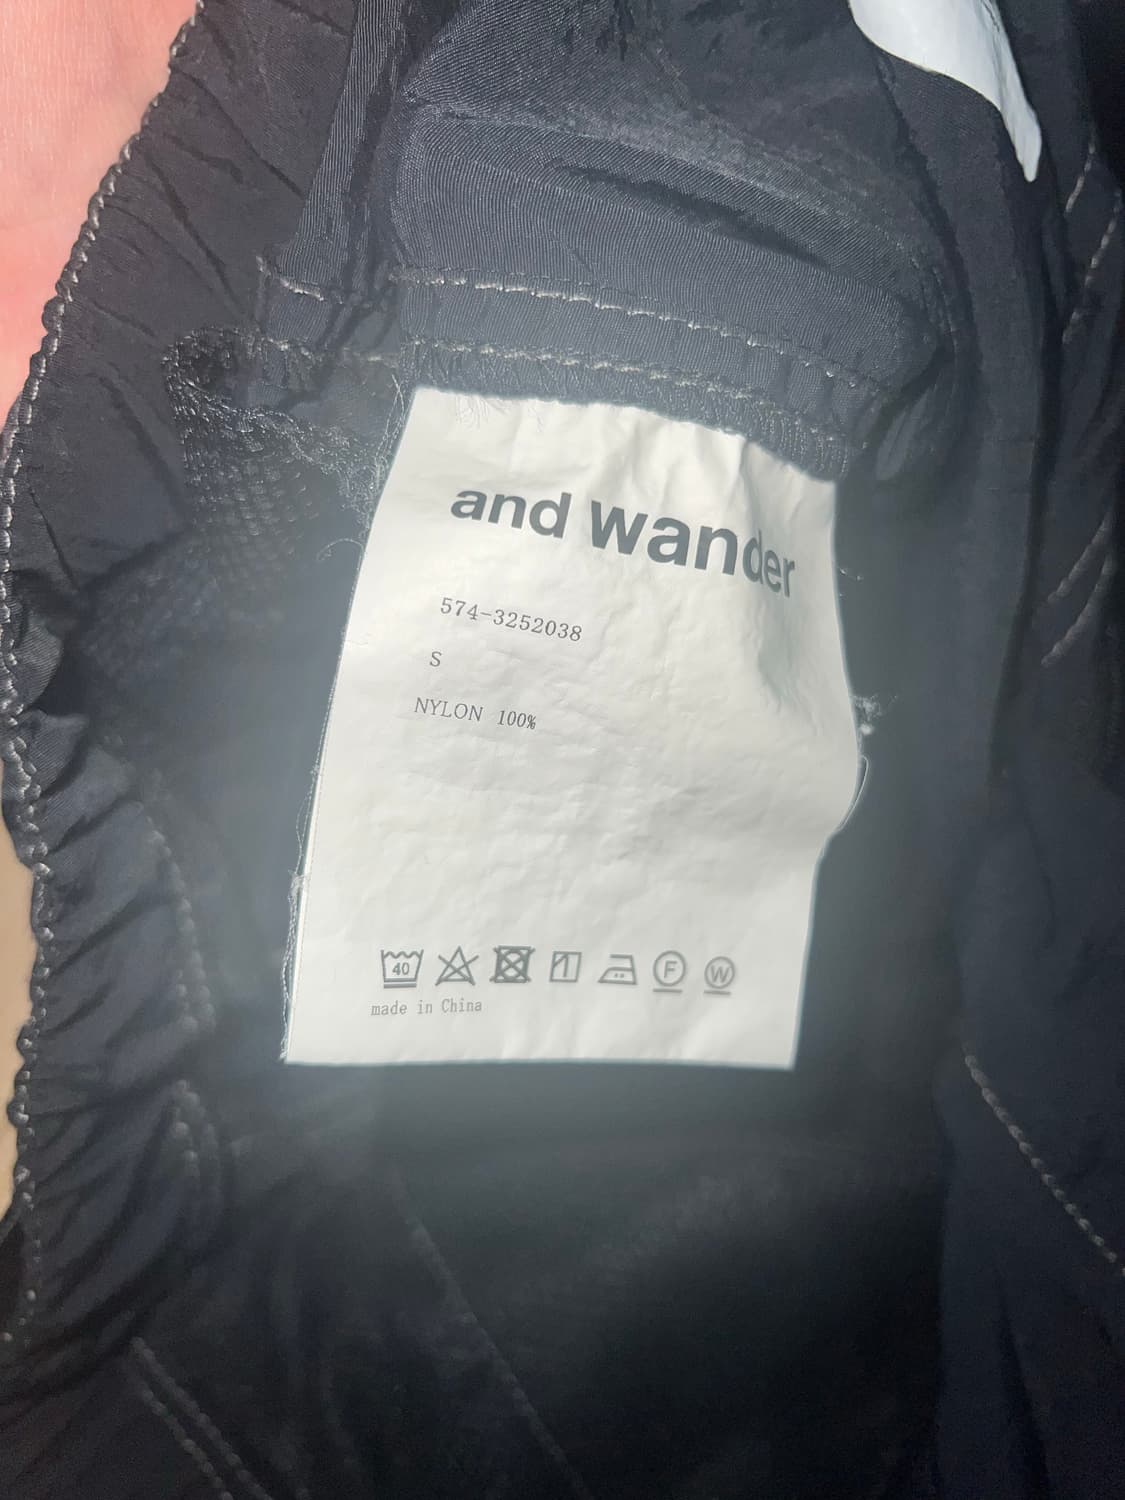 and wander
574-3252038
S
NYLON 100%
40 F W
made in China